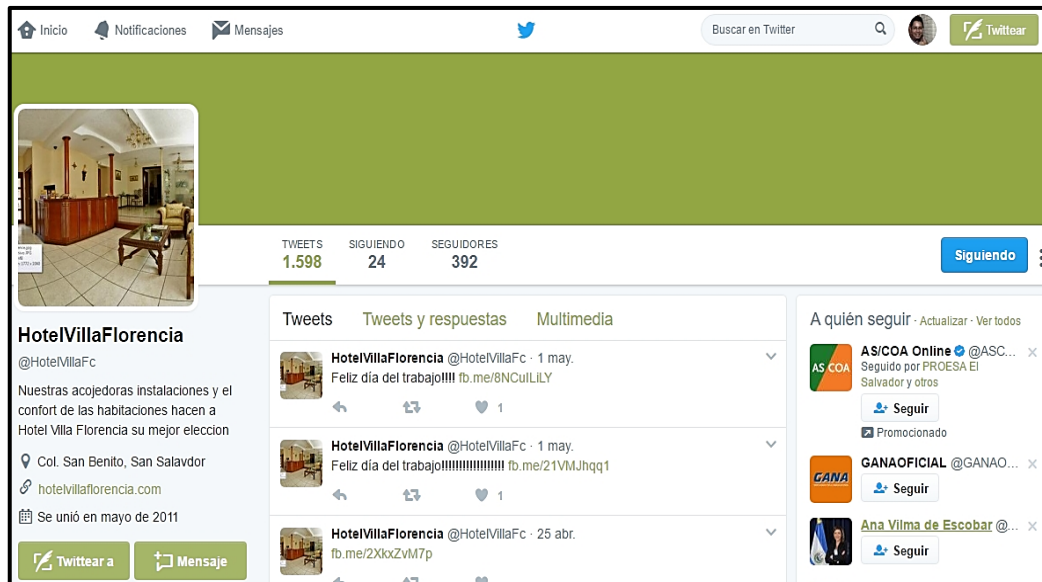 Inicio Notificaciones Mensajes Buscar en Twitter Twittear
TWEETS SIGUIENDO SEGUIDORES
1.598 24 392
Siguiendo
HotelVillaFlorencia
@HotelVillaFc
Nuestras acojedoras instalaciones y el
confort de las habitaciones hacen a
Hotel Villa Florencia su mejor eleccion
Col. San Benito, San Salavdor
hotelvillaflorencia.com
Se unió en mayo de 2011
Twittear a Mensaje
Tweets Tweets y respuestas Multimedia
HotelVillaFlorencia @HotelVillaFc · 1 may.
Feliz día del trabajo!!!! fb.me/8NCuILiLY
1
HotelVillaFlorencia @HotelVillaFc · 1 may.
Feliz día del trabajo!!!!!!!!!!!!!!!!!!! fb.me/21VMJhqq1
1
HotelVillaFlorencia @HotelVillaFc · 25 abr.
fb.me/2XkxZvM7p
A quién seguir · Actualizar · Ver todos
AS/COA Online @ASC...
AS COA
Seguido por PROESA El
Salvador y otros
Seguir
Promocionado
GANAOFICIAL @GANAO...
GANA
Seguir
Ana Vilma de Escobar @...
Seguir